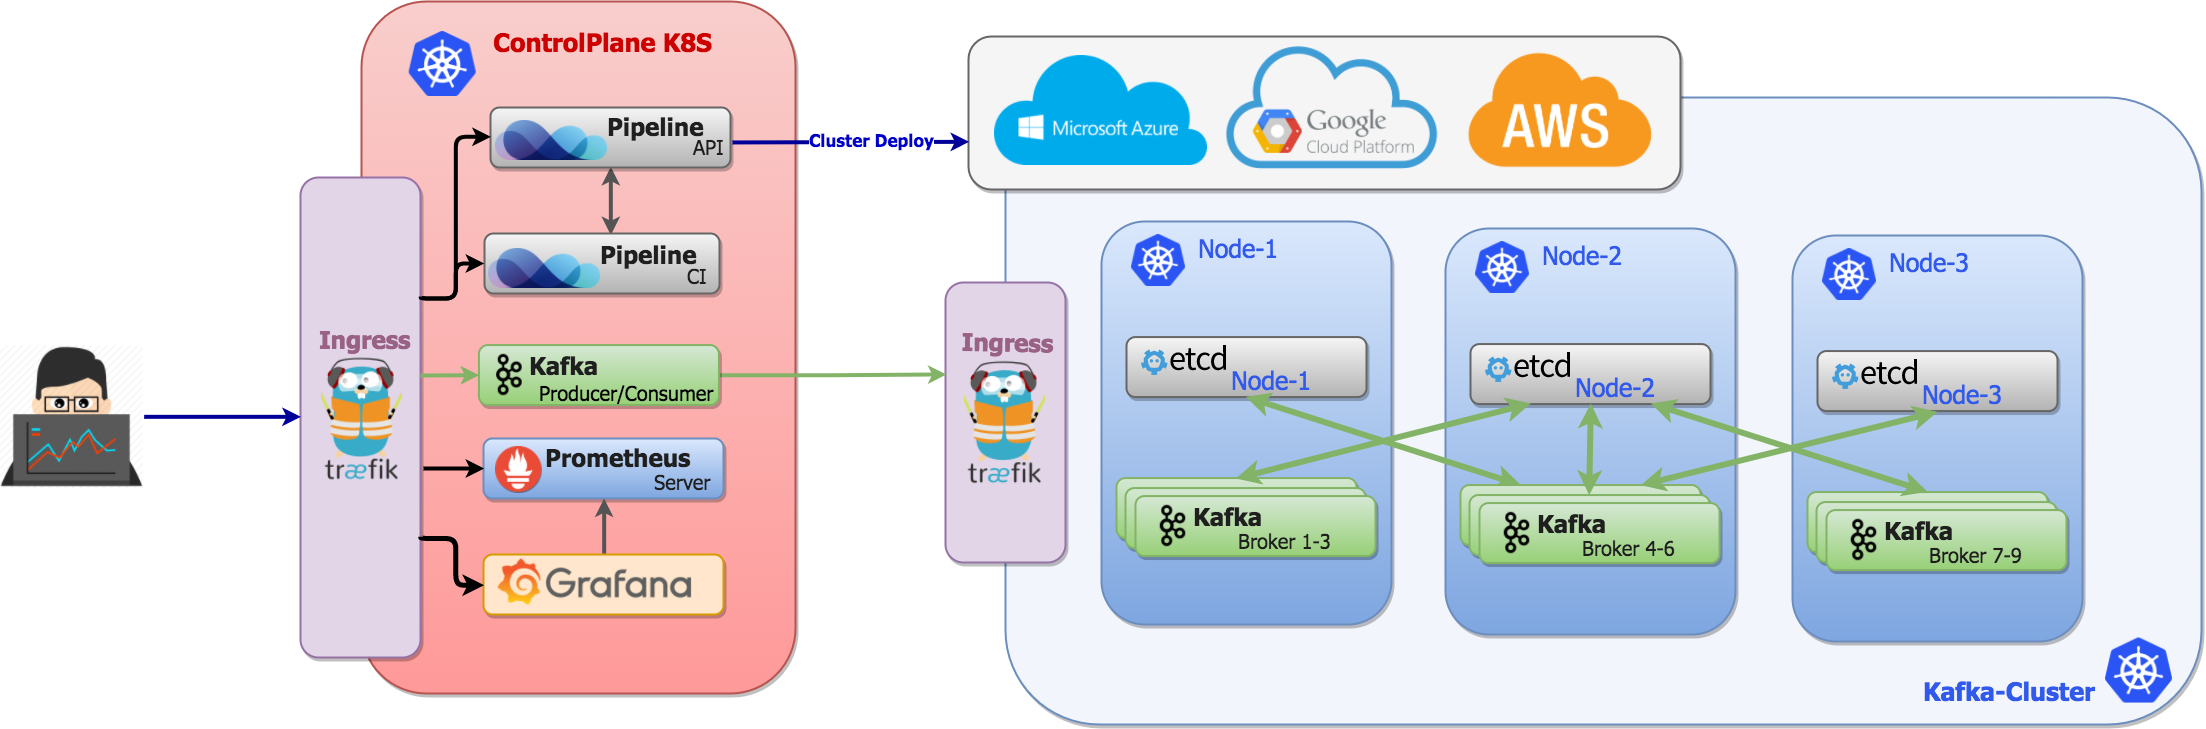 ControlPlane K8S
Pipeline
API
Cluster Deploy
Microsoft Azure
Google
Cloud Platform
AWS
Pipeline
CI
Ingress
træfik
Kafka
Producer/Consumer
Prometheus
Server
Grafana
Ingress
træfik
Node-1
etcd
Node-1
Kafka
Broker 1-3
Node-2
etcd
Node-2
Kafka
Broker 4-6
Node-3
etcd
Node-3
Kafka
Broker 7-9
Kafka-Cluster